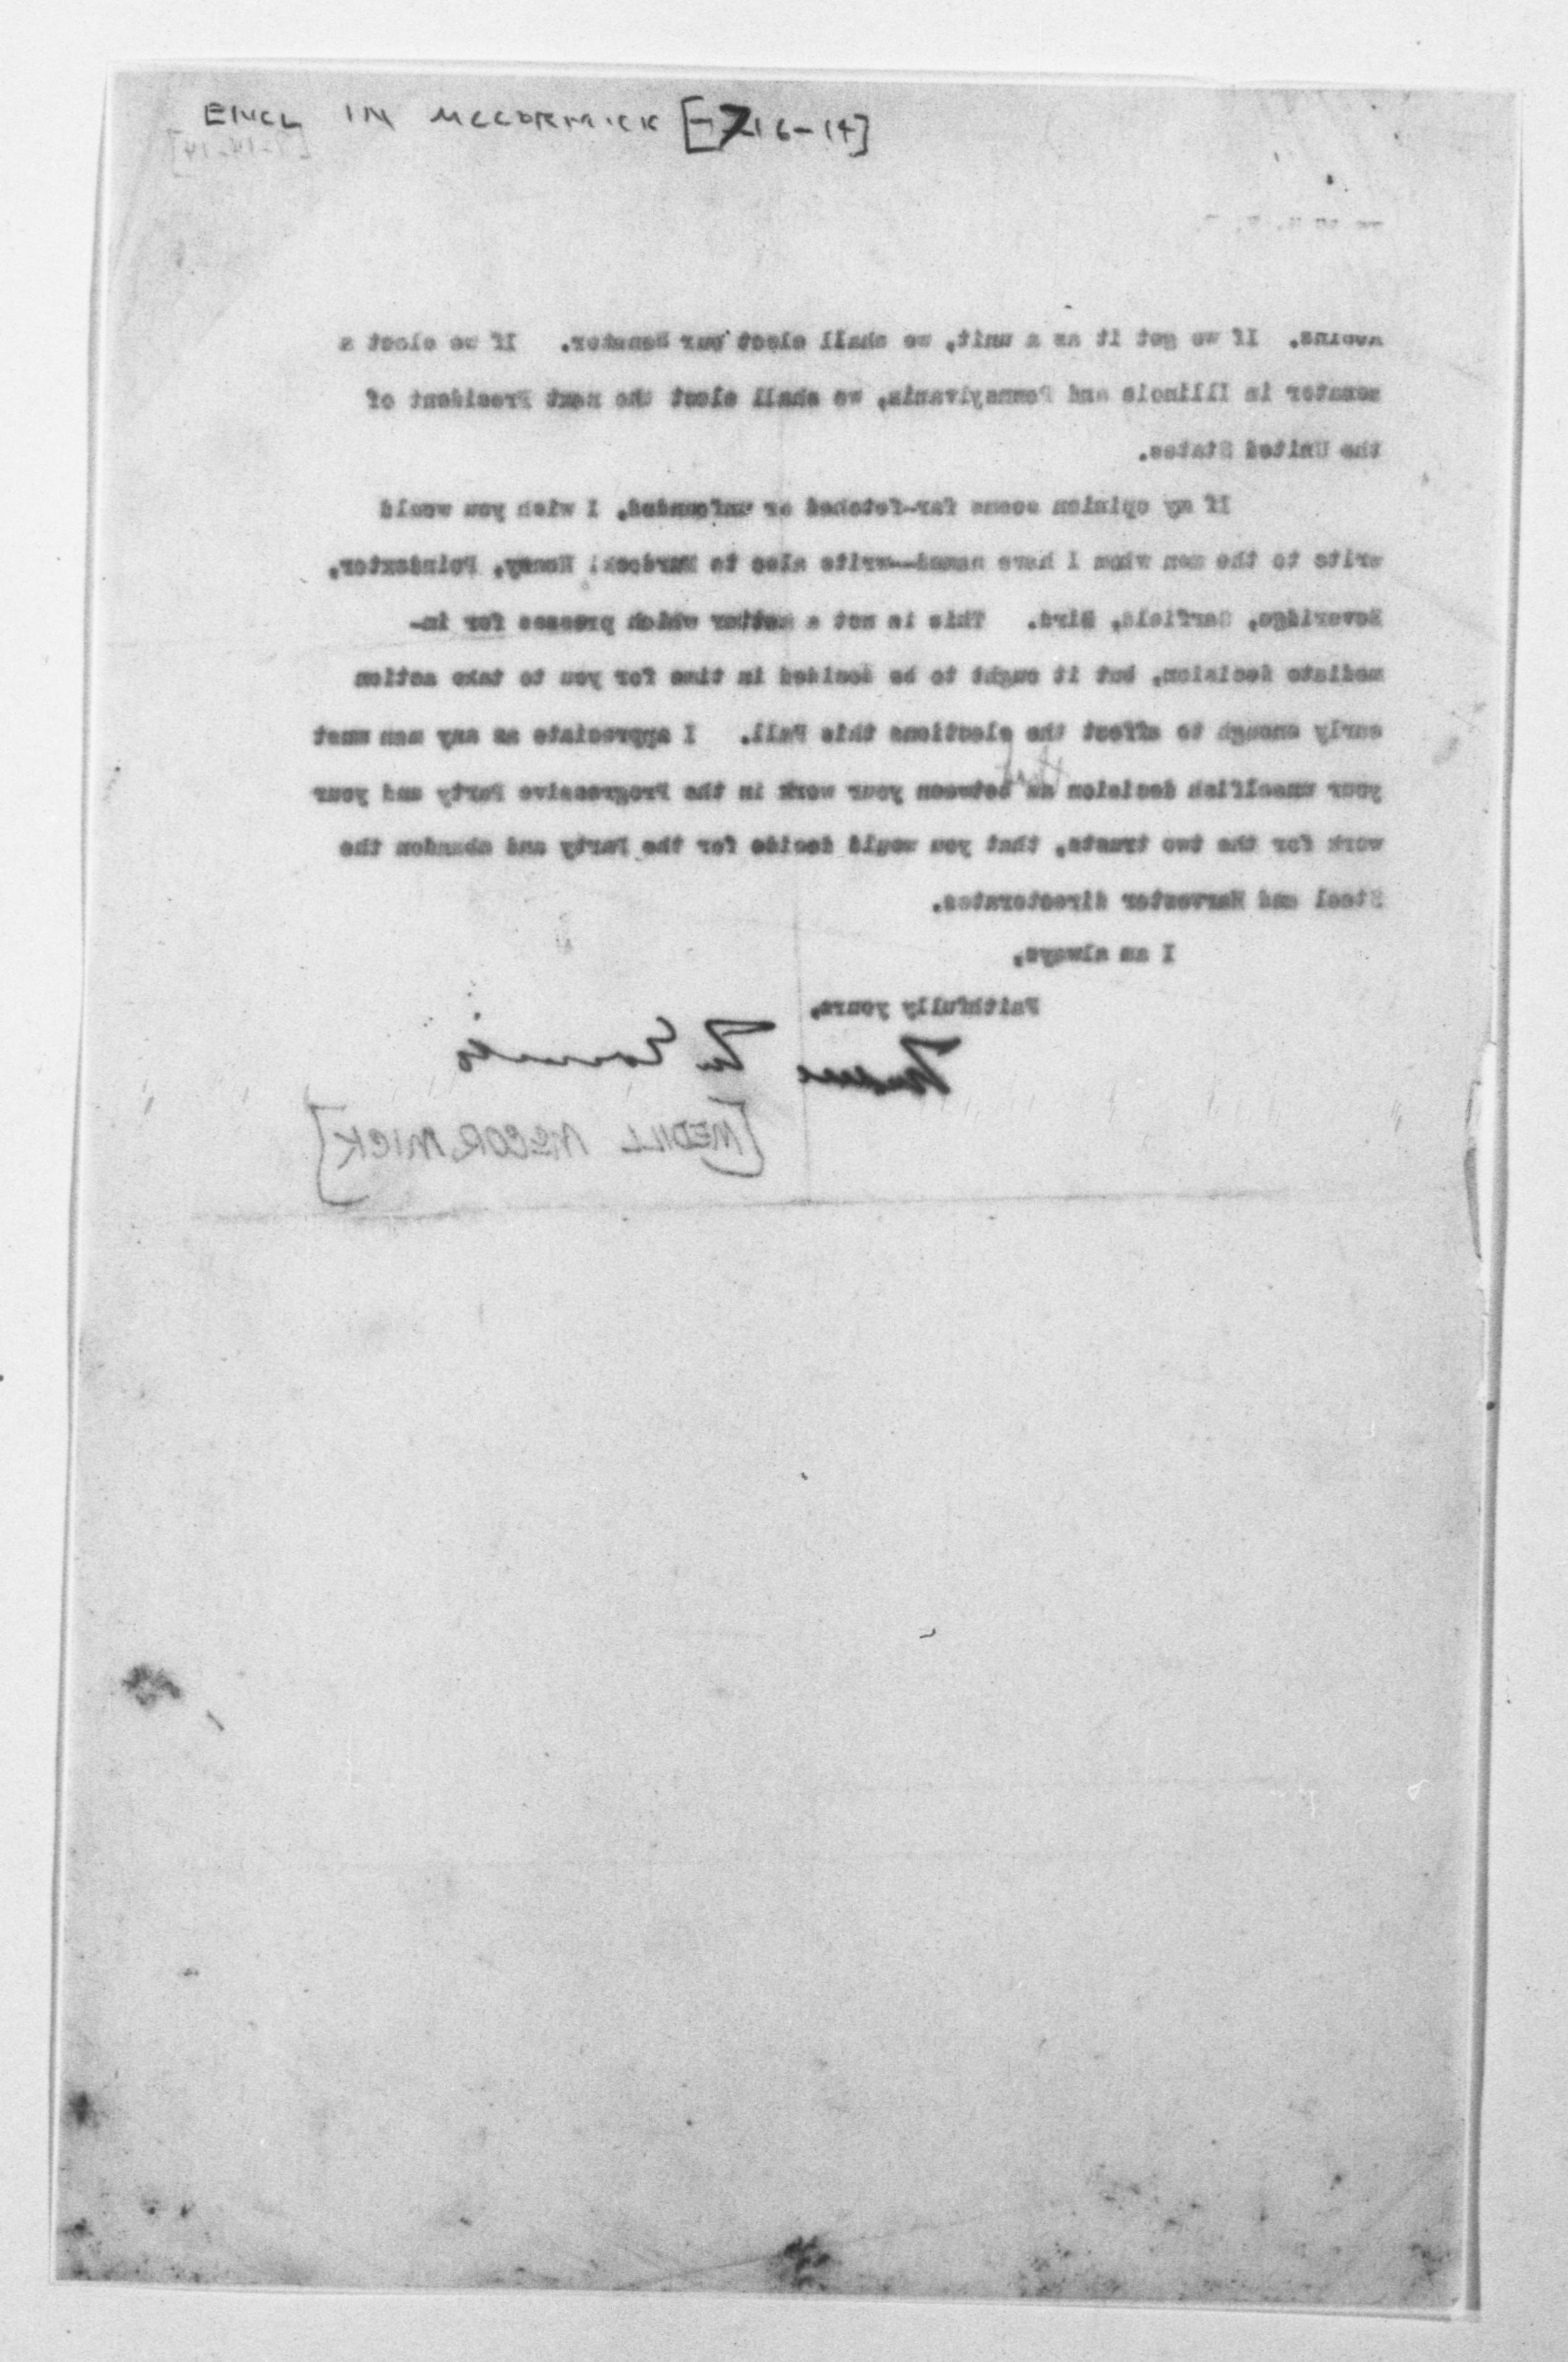 ENCL IN MCCORMICK [7-16-14]
Robins. If we get it as a unit, we shall elect our Senator. If we elect a
senator in Illinois and Pennsylvania, we shall elect the next President of
the United States.
If my opinion seems far-fetched or unfounded, I wish you would
write to the men whom I have named--write also to Murdock, Heney, Poindexter,
Beveridge, Garfield, Bird. This is not a matter which presses for im-
mediate decision, but it ought to be decided in time for you to take action
early enough to affect the elections this Fall. I appreciate as any man must
your unselfish decision between your work in the Progressive Party and your
work for the two trusts, that you would decide for the Party and abandon the
Steel and Harvester directorates.
I am always,
Faithfully yours,
Medill McCormick
[MEDILL MCCORMICK]